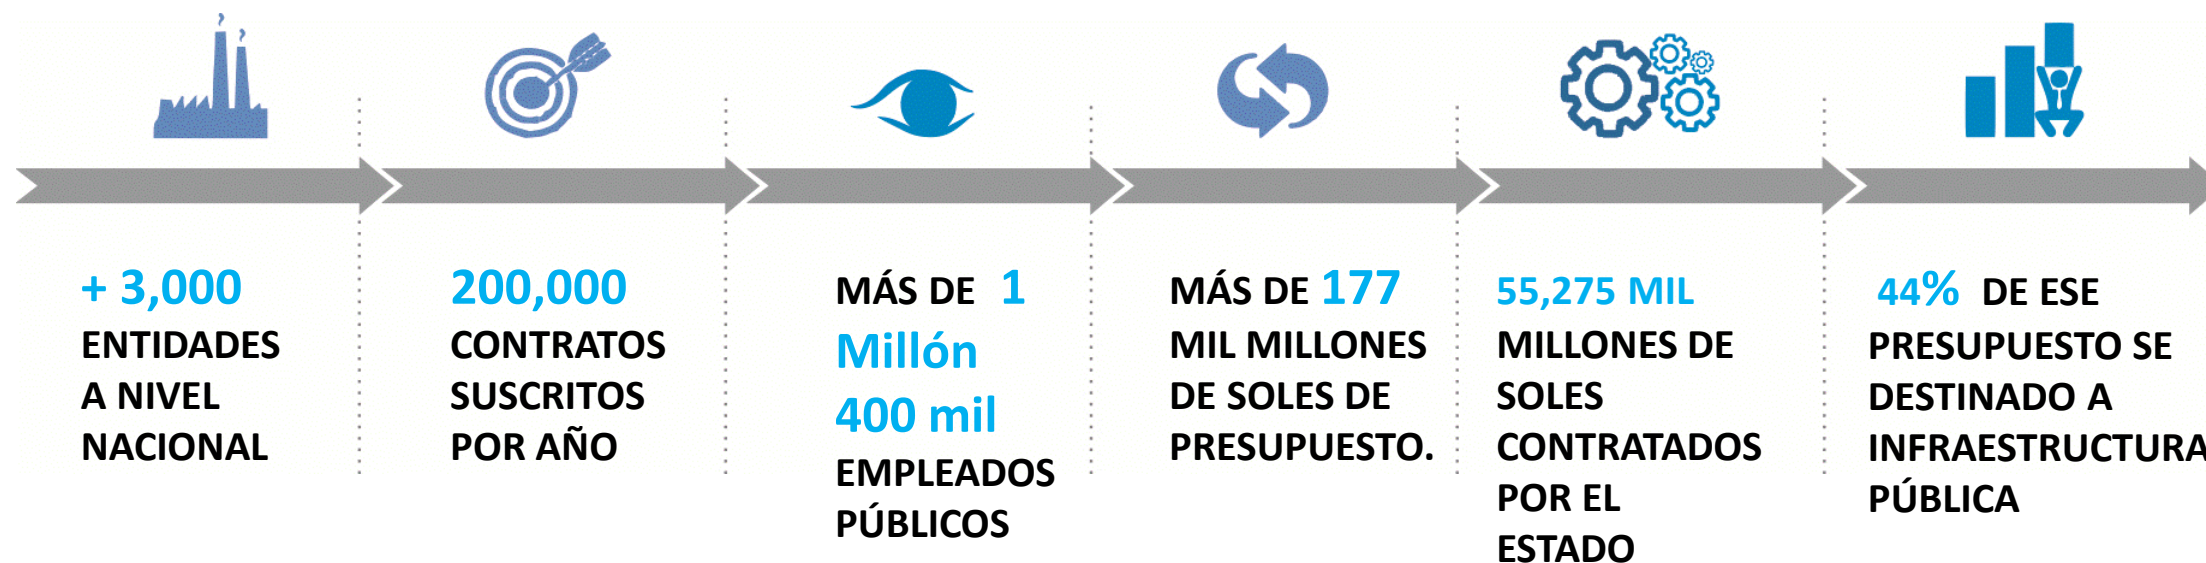 + 3,000
ENTIDADES
A NIVEL
NACIONAL
200,000
CONTRATOS
SUSCRITOS
POR AÑO
MÁS DE 1
Millón
400 mil
EMPLEADOS
PÚBLICOS
MÁS DE 177
MIL MILLONES
DE SOLES DE
PRESUPUESTO.
55,275 MIL
MILLONES DE
SOLES
CONTRATADOS
POR EL
ESTADO
44% DE ESE
PRESUPUESTO SE
DESTINADO A
INFRAESTRUCTURA
PÚBLICA